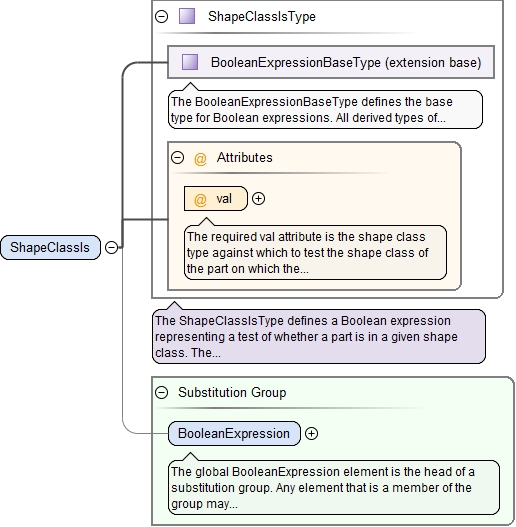 ShapeClassIsType
BooleanExpressionBaseType (extension base)
The BooleanExpressionBaseType defines the base
type for Boolean expressions. All derived types of...
@ Attributes
@ val
The required val attribute is the shape class
type against which to test the shape class of
the part on which the...
ShapeClassIs
The ShapeClassIsType defines a Boolean expression
representing a test of whether a part is in a given shape
class. The...
Substitution Group
BooleanExpression
The global BooleanExpression element is the head of a
substitution group. Any element that is a member of the
group may...